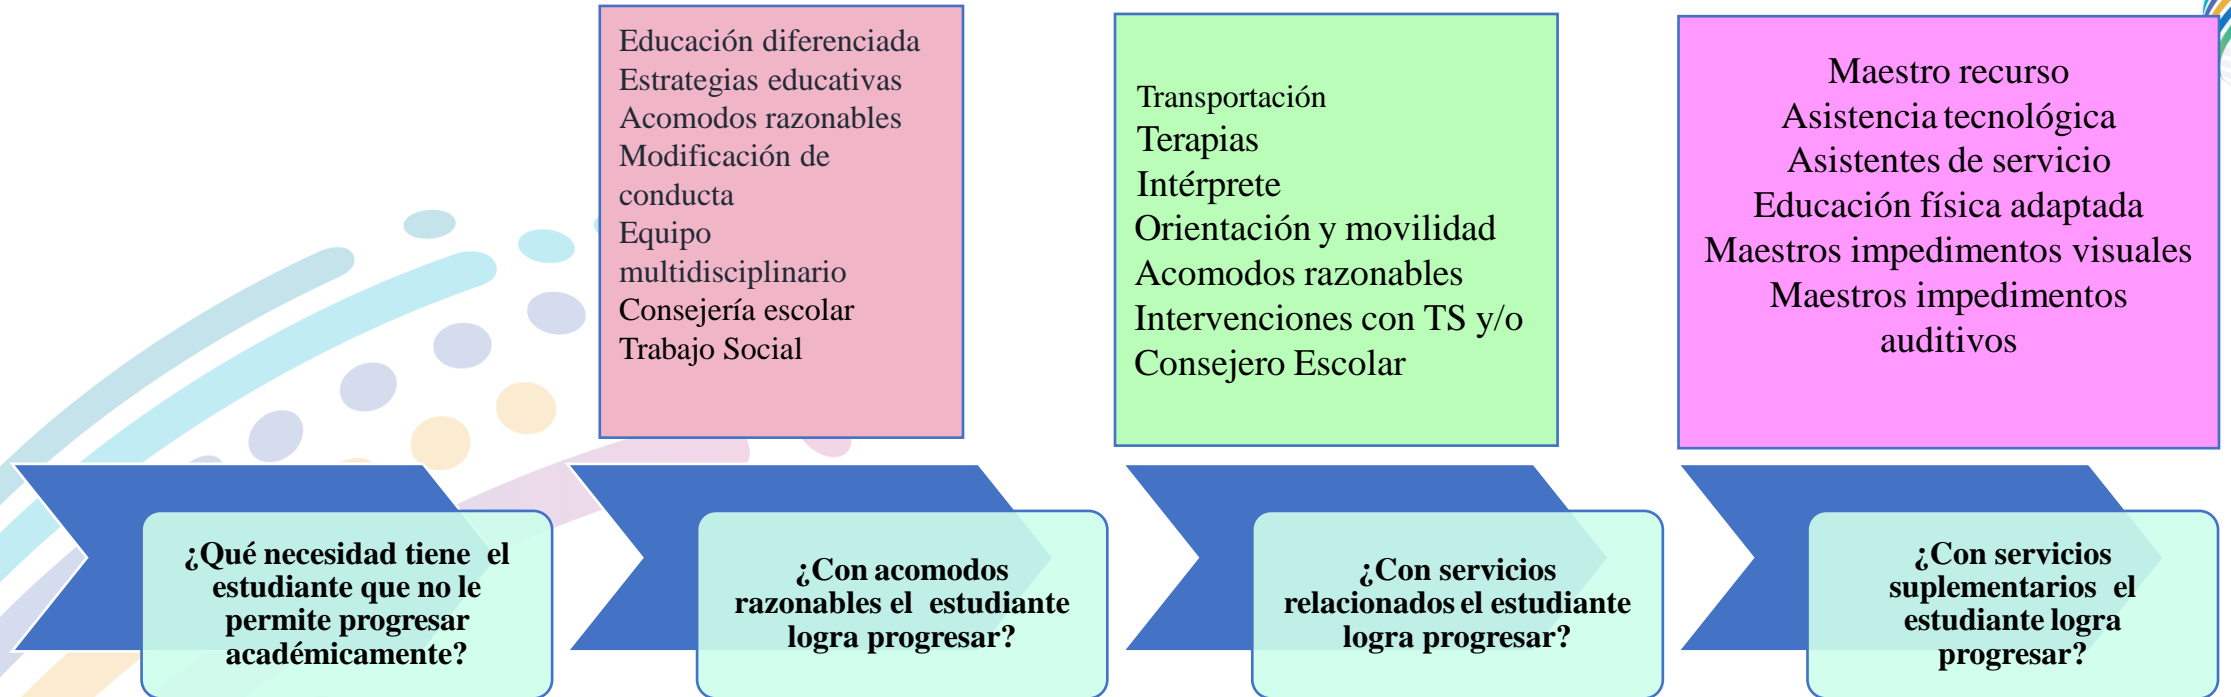 Educación diferenciada
Estrategias educativas
Acomodos razonables
Modificación de
conducta
Equipo
multidisciplinario
Consejería escolar
Trabajo Social
Transportación
Terapias
Intérprete
Orientación y movilidad
Acomodos razonables
Intervenciones con TS y/o
Consejero Escolar
Maestro recurso
Asistencia tecnológica
Asistentes de servicio
Educación física adaptada
Maestros impedimentos visuales
Maestros impedimentos
auditivos
¿Qué necesidad tiene el
estudiante que no le
permite progresar
académicamente?
¿Con acomodos
razonables el estudiante
logra progresar?
¿Con servicios
relacionados el estudiante
logra progresar?
¿Con servicios
suplementarios el
estudiante logra
progresar?